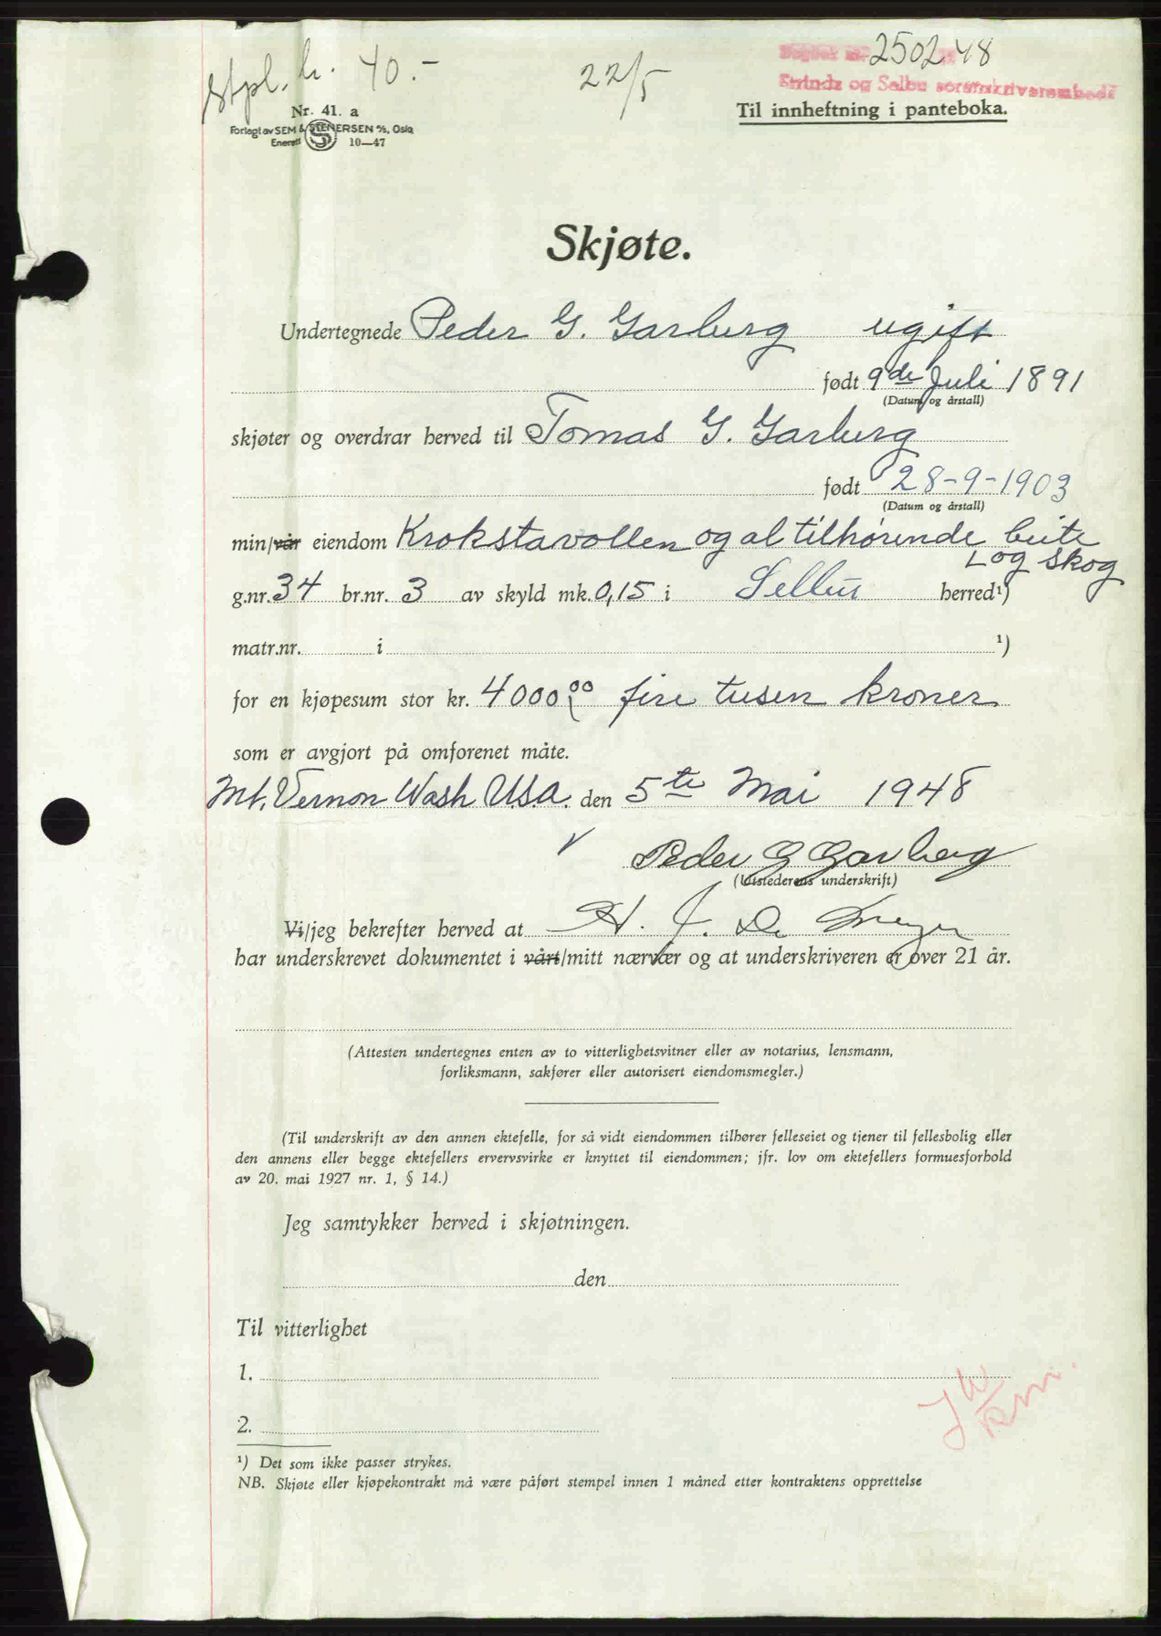 Stpl. kr. 40.-
22/5
Dagbok nr. 2502 48
Strinda og Selbu sorenskriverembede
Nr. 41. a
Forlagt av SEM & STENERSEN A/S, Oslo
Enerett 10—47
Til innheftning i panteboka.
Skjøte.
Undertegnede Peder G. Garberg ugift
født 9de Juli 1891
(Datum og årstall)
skjøter og overdrar herved til Tomas G. Garberg
født 28-9-1903
(Datum og årstall)
min/vår eiendom Krokstavollen og al tilhørende beite
og skog
g.nr. 34 br.nr. 3 av skyld mk. 0,15 i Selbu herred¹)
matr.nr. i ¹)
for en kjøpesum stor kr. 4000,00 fire tusen kroner
som er avgjort på omforenet måte.
Mt. Vernon Wash U.S.A. den 5te Mai 1948
Peder G Garberg
(Utstederens underskrift)
Vi/jeg bekrefter herved at H. J. De
har underskrevet dokumentet i vårt/mitt nærvær og at underskriveren er over 21 år.
(Attesten undertegnes enten av to vitterlighetsvitner eller av notarius, lensmann,
forliksmann, sakfører eller autorisert eiendomsmegler.)
(Til underskrift av den annen ektefelle, for så vidt eiendommen tilhører felleseiet og tjener til fellesbolig eller
den annens eller begge ektefellers ervervsvirke er knyttet til eiendommen; jfr. lov om ektefellers formuesforhold
av 20. mai 1927 nr. 1, § 14.)
Jeg samtykker herved i skjøtningen.
den
Til vitterlighet
1.
2.
¹) Det som ikke passer strykes.
NB. Skjøte eller kjøpekontrakt må være påført stempel innen 1 måned etter kontraktens opprettelse